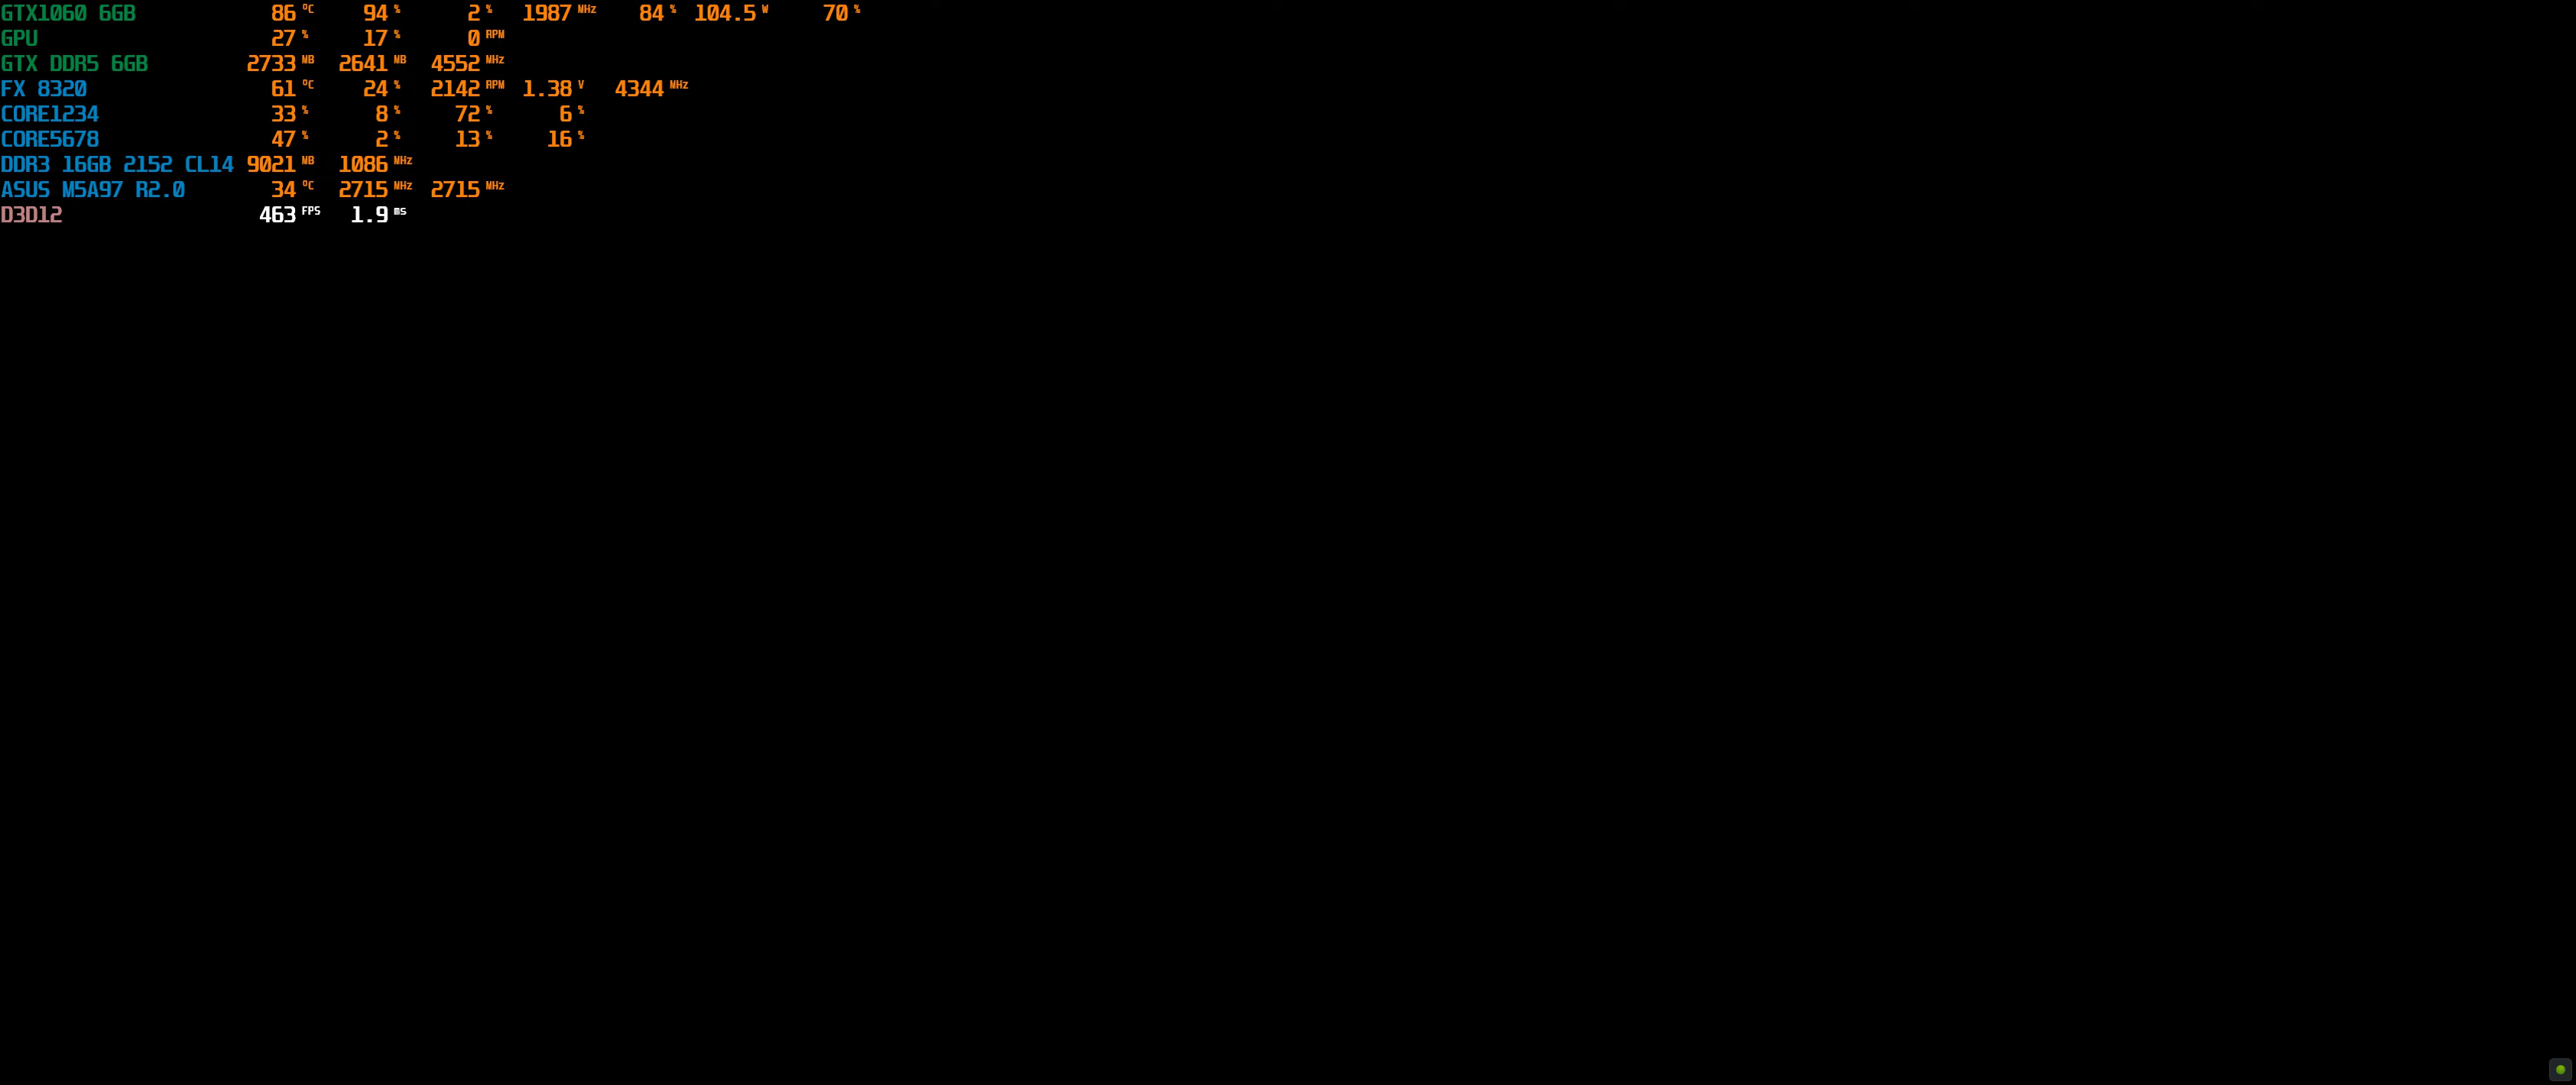 GTX1060 6GB 86 °C 94 % 2 % 1987 MHz 84 % 104.5 W 70 %
GPU 27 % 17 % 0 RPM
GTX DDR5 6GB 2733 MB 2641 MB 4552 MHz
FX 8320 61 °C 24 % 2142 RPM 1.38 V 4344 MHz
CORE1234 33 % 8 % 72 % 6 %
CORE5678 47 % 2 % 13 % 16 %
DDR3 16GB 2152 CL14 9021 MB 1086 MHz
ASUS M5A97 R2.0 34 °C 2715 MHz 2715 MHz
D3D12 463 FPS 1.9 ms